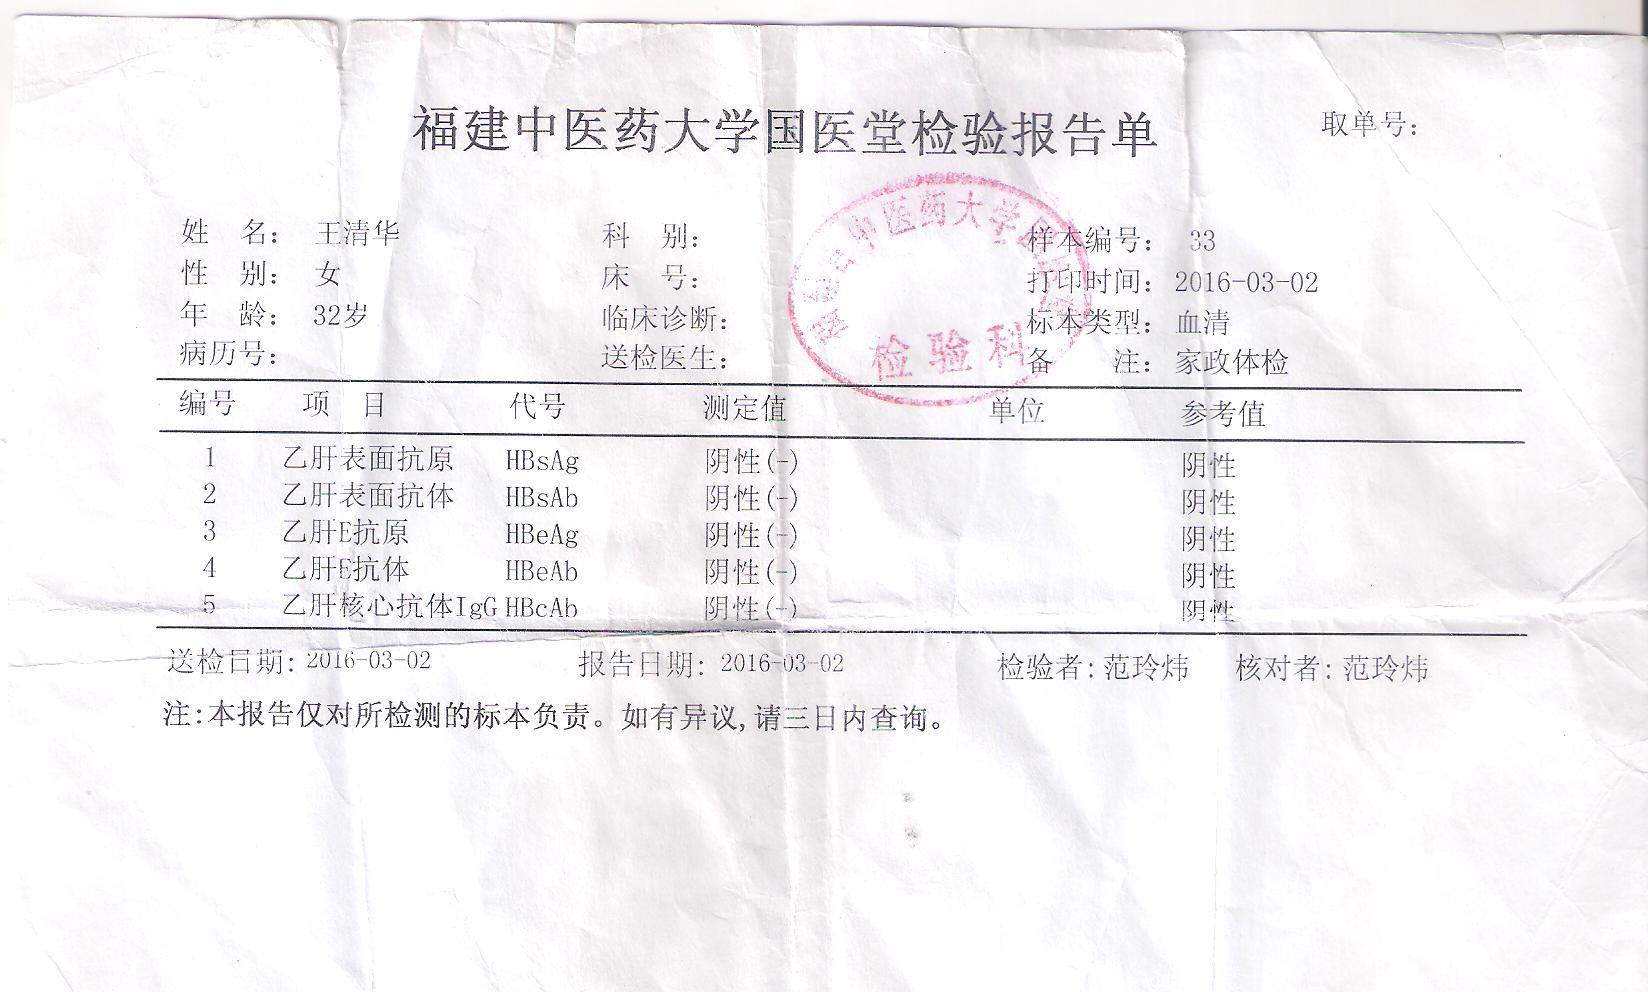 福建中医药大学国医堂检验报告单 取单号:
姓 名: 王清华 科 别: 样本编号: 33
性 别: 女 床 号: 打印时间: 2016-03-02
年 龄: 32岁 临床诊断: 标本类型: 血清
病历号: 送检医生: 备 注: 家政体检
中医药大学
检验科
编号 项 目 代号 测定值 单位 参考值
1 乙肝表面抗原 HBsAg 阴性(-) 阴性
2 乙肝表面抗体 HBsAb 阴性(-) 阴性
3 乙肝E抗原 HBeAg 阴性(-) 阴性
4 乙肝E抗体 HBeAb 阴性(-) 阴性
5 乙肝核心抗体IgG HBcAb 阴性(-) 阴性
送检日期: 2016-03-02 报告日期: 2016-03-02 检验者: 范玲炜 核对者: 范玲炜
注:本报告仅对所检测的标本负责。如有异议,请三日内查询。